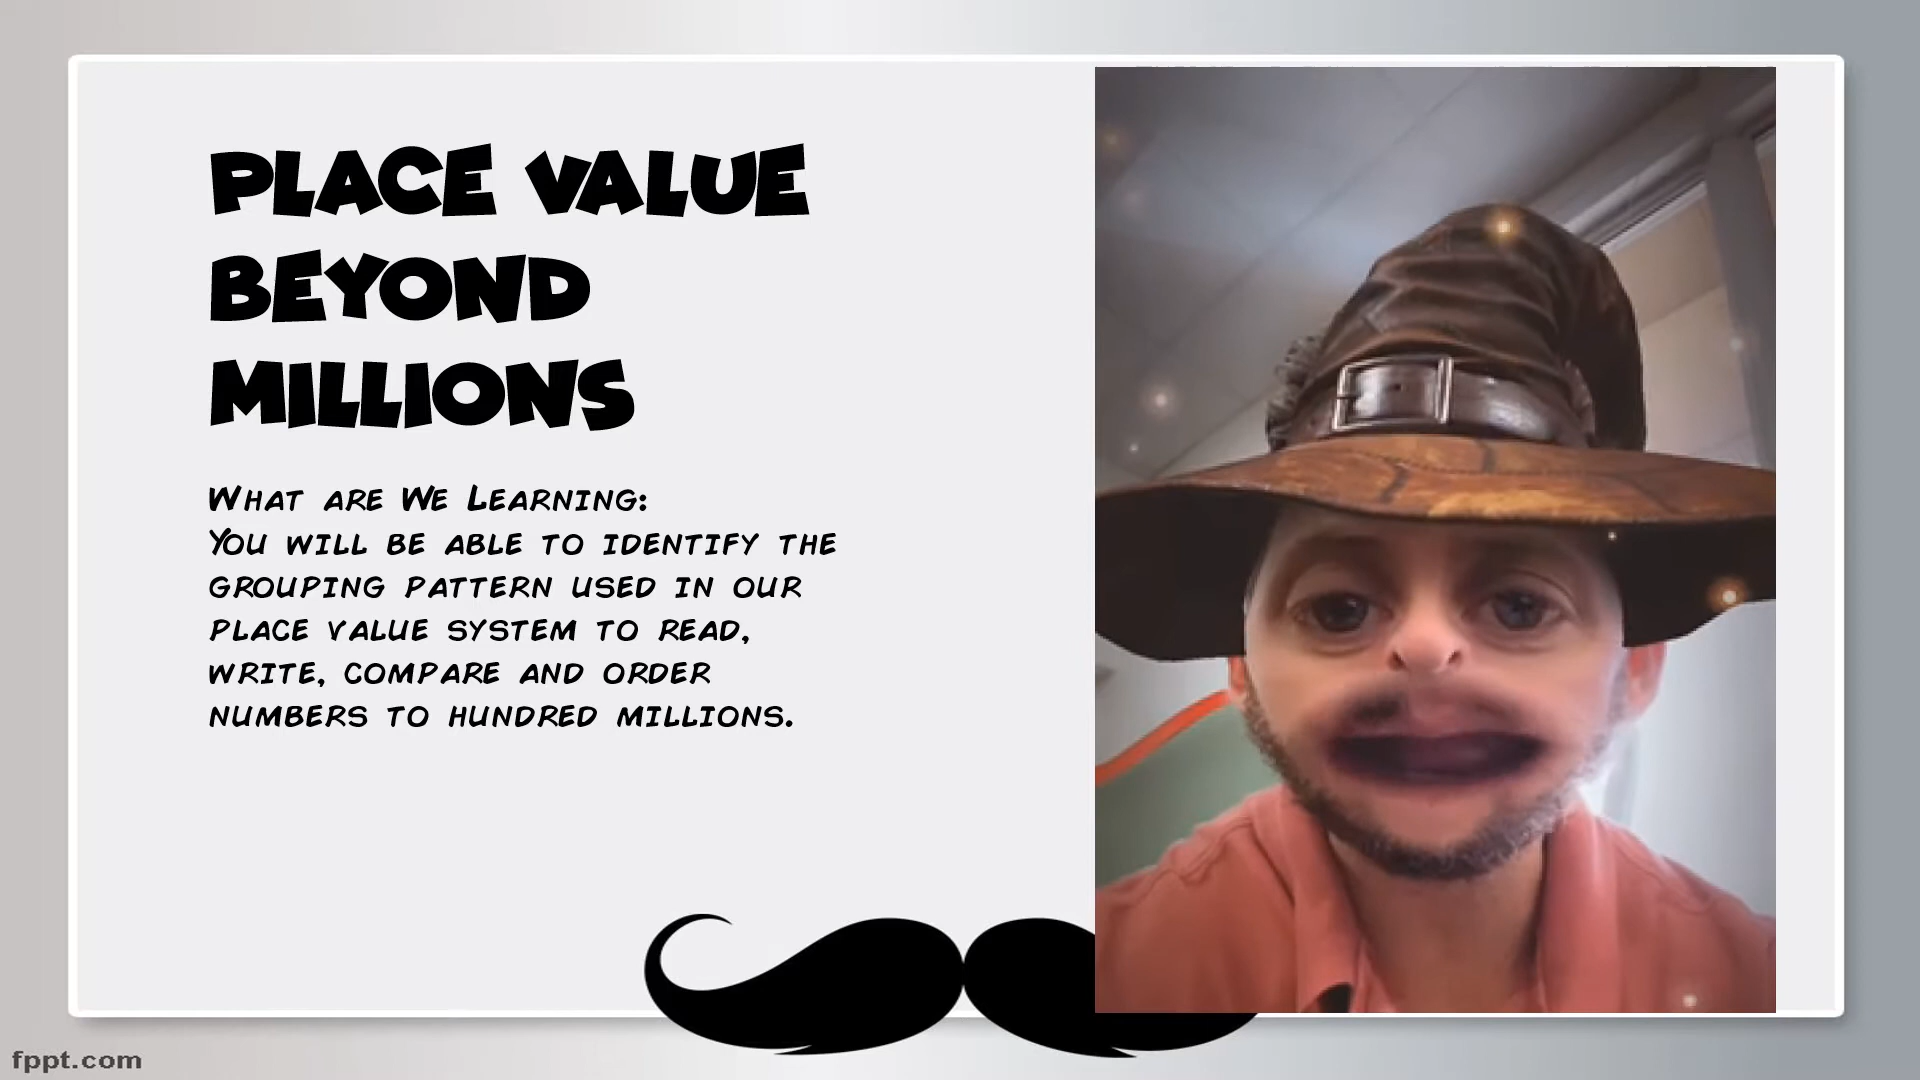 PLACE VALUE
BEYOND
MILLIONS
What are We Learning:
You will be able to identify the
grouping pattern used in our
place value system to read,
write, compare and order
numbers to hundred millions.
fppt.com